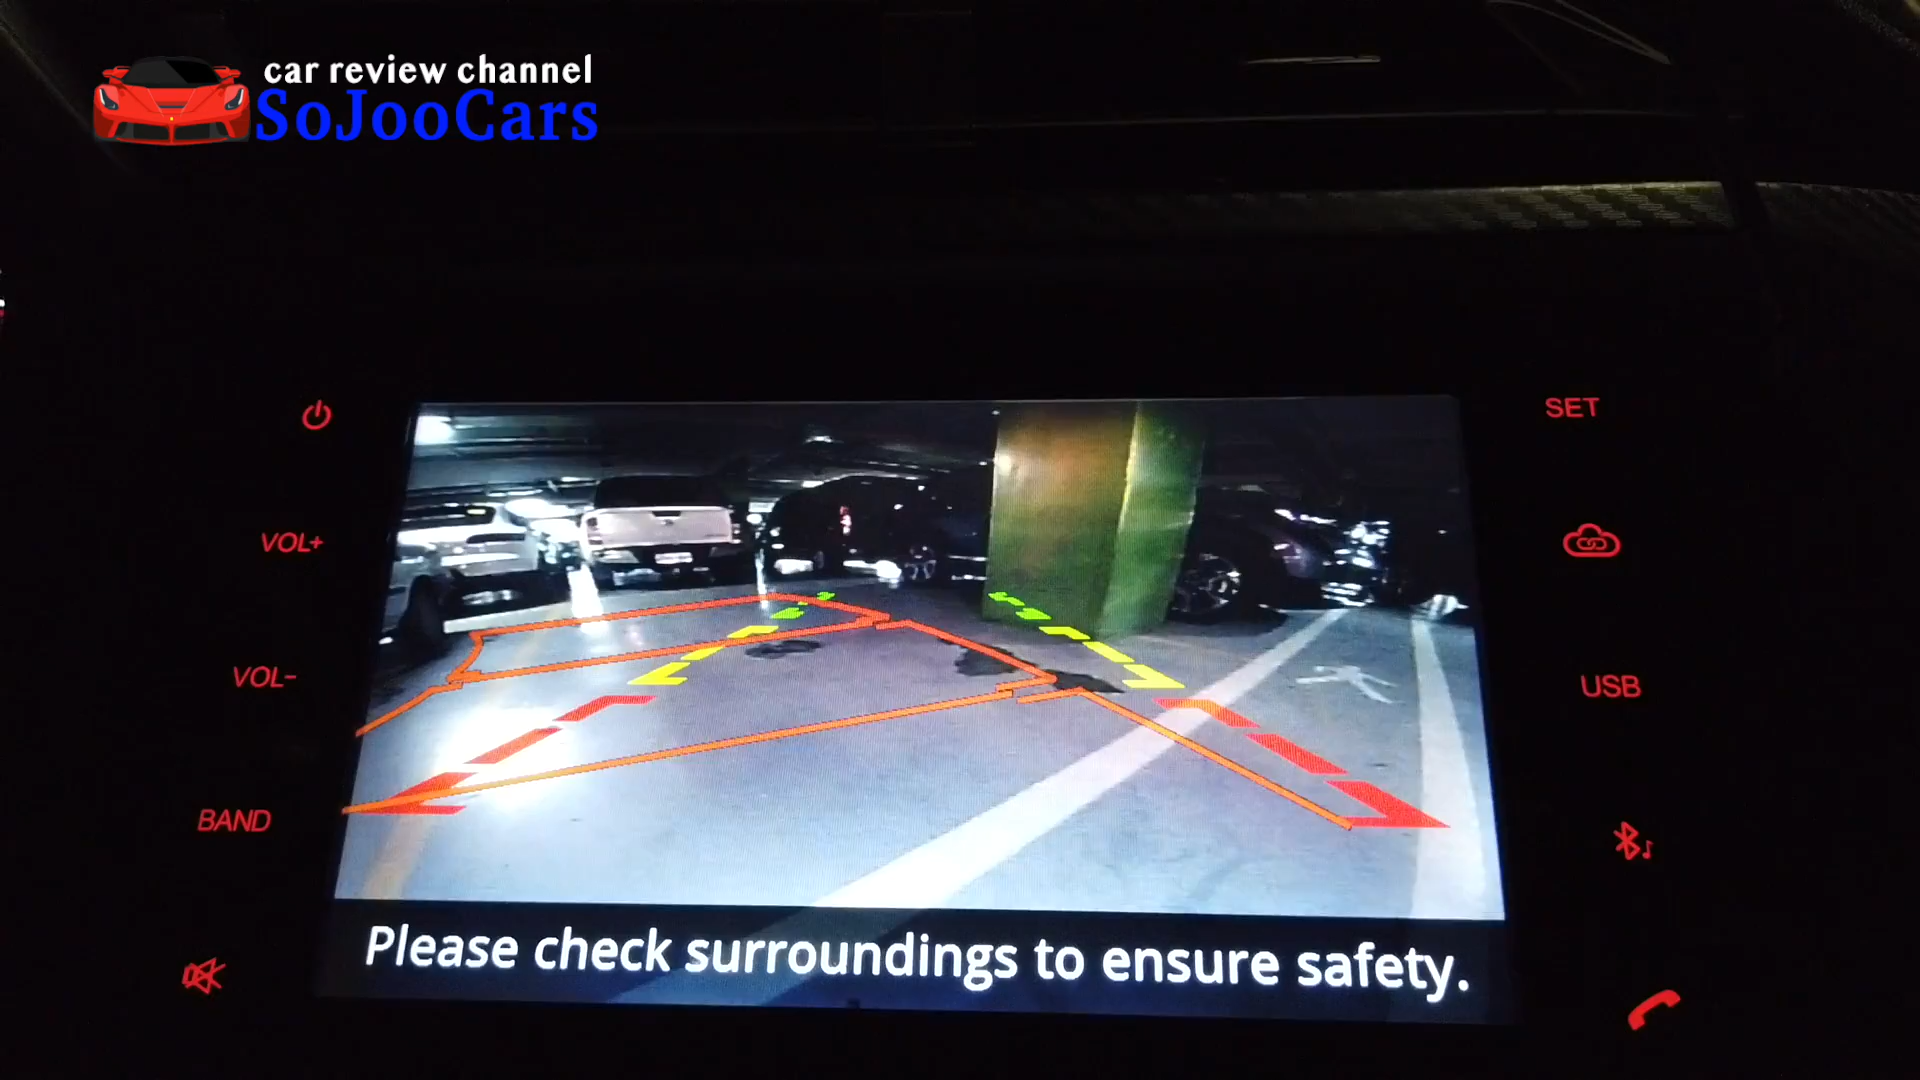 car review channel
SoJooCars
SET
VOL+
VOL-
USB
BAND
Please check surroundings to ensure safety.